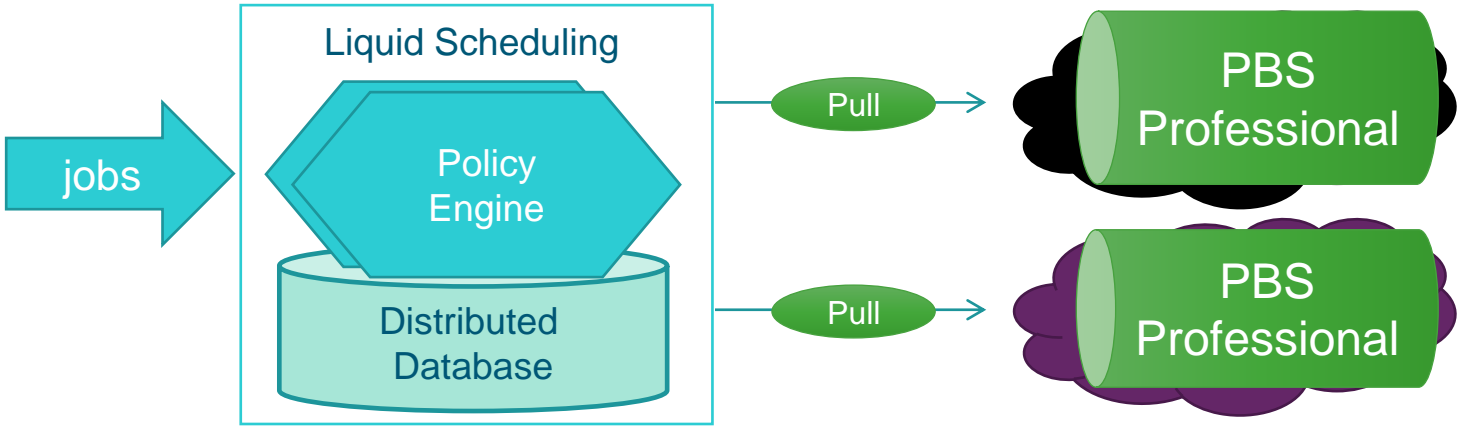 Liquid Scheduling
jobs
Policy
Engine
Distributed
Database
Pull
PBS
Professional
Pull
PBS
Professional